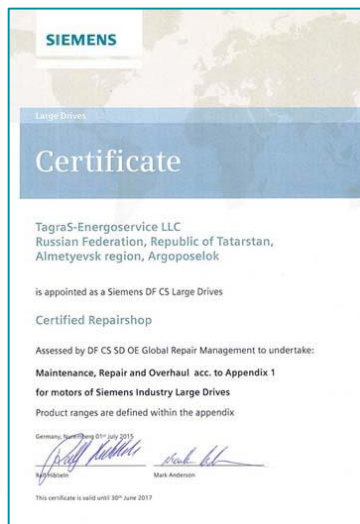 SIEMENS
Large Drives
Certificate
TagraS-Energoservice LLC
Russian Federation, Republic of Tatarstan,
Almetyevsk region, Argoposelok
is appointed as a Siemens DF CS Large Drives
Certified Repairshop
Assessed by DF CS SD OE Global Repair Management to undertake:
Maintenance, Repair and Overhaul acc. to Appendix 1
for motors of Siemens Industry Large Drives
Product ranges are defined within the appendix
Germany, Nuremberg 01st July 2015
Ralf Hiblsein Mark Anderson
This certificate is valid until 30th June 2017